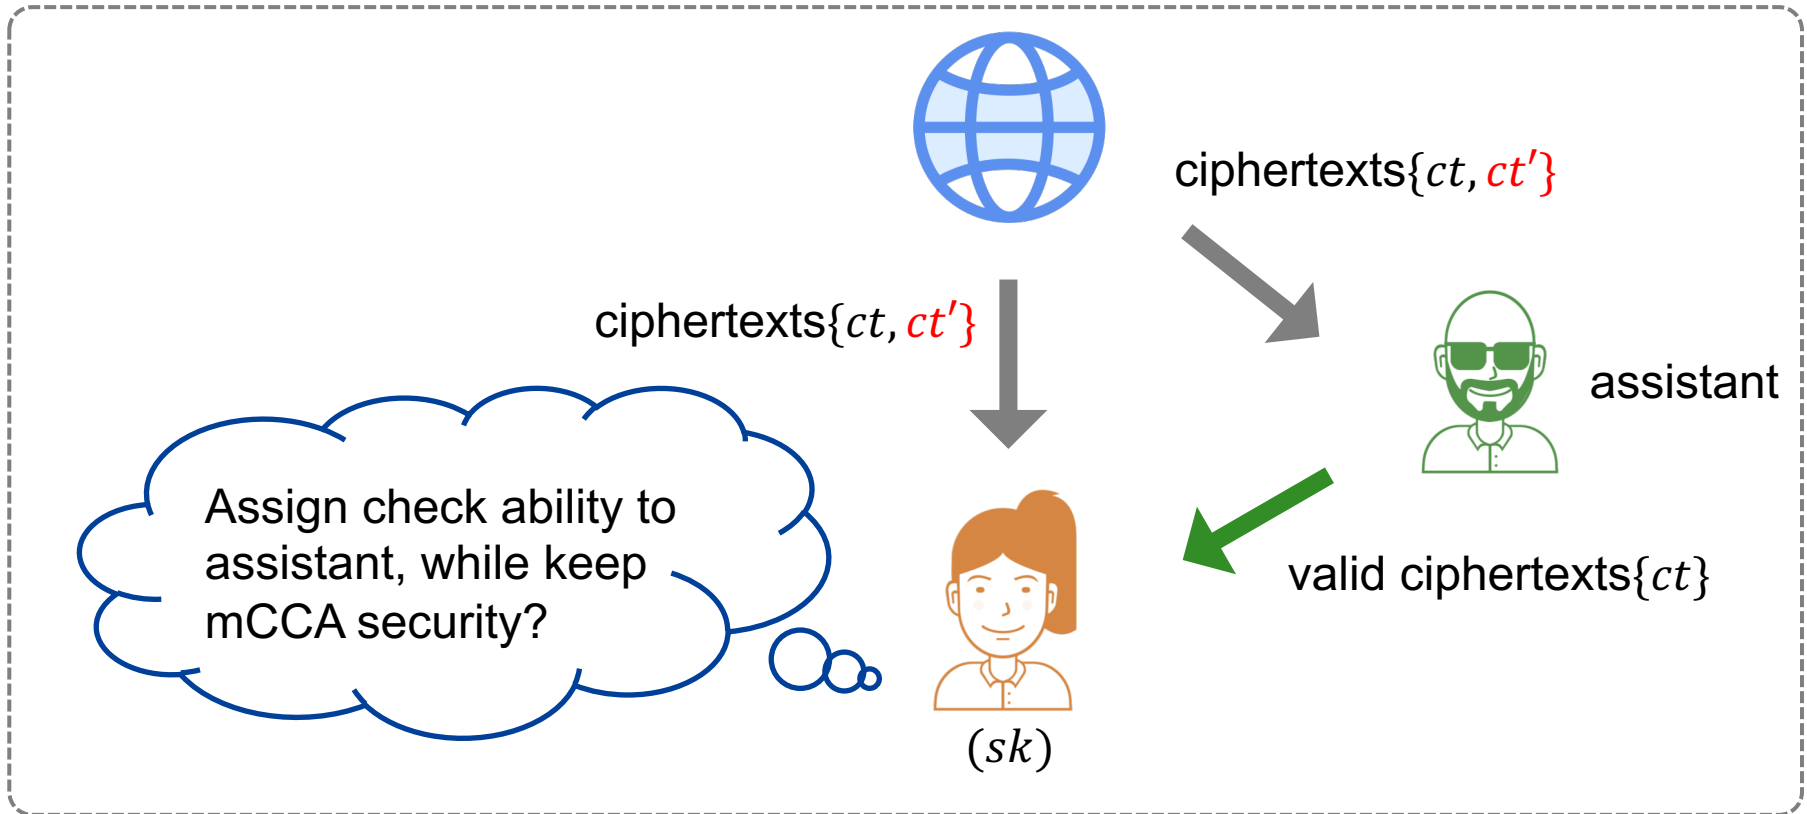 ciphertexts{ct, ct′}
ciphertexts{ct, ct′}
assistant
Assign check ability to
assistant, while keep
mCCA security?
valid ciphertexts{ct}
(sk)